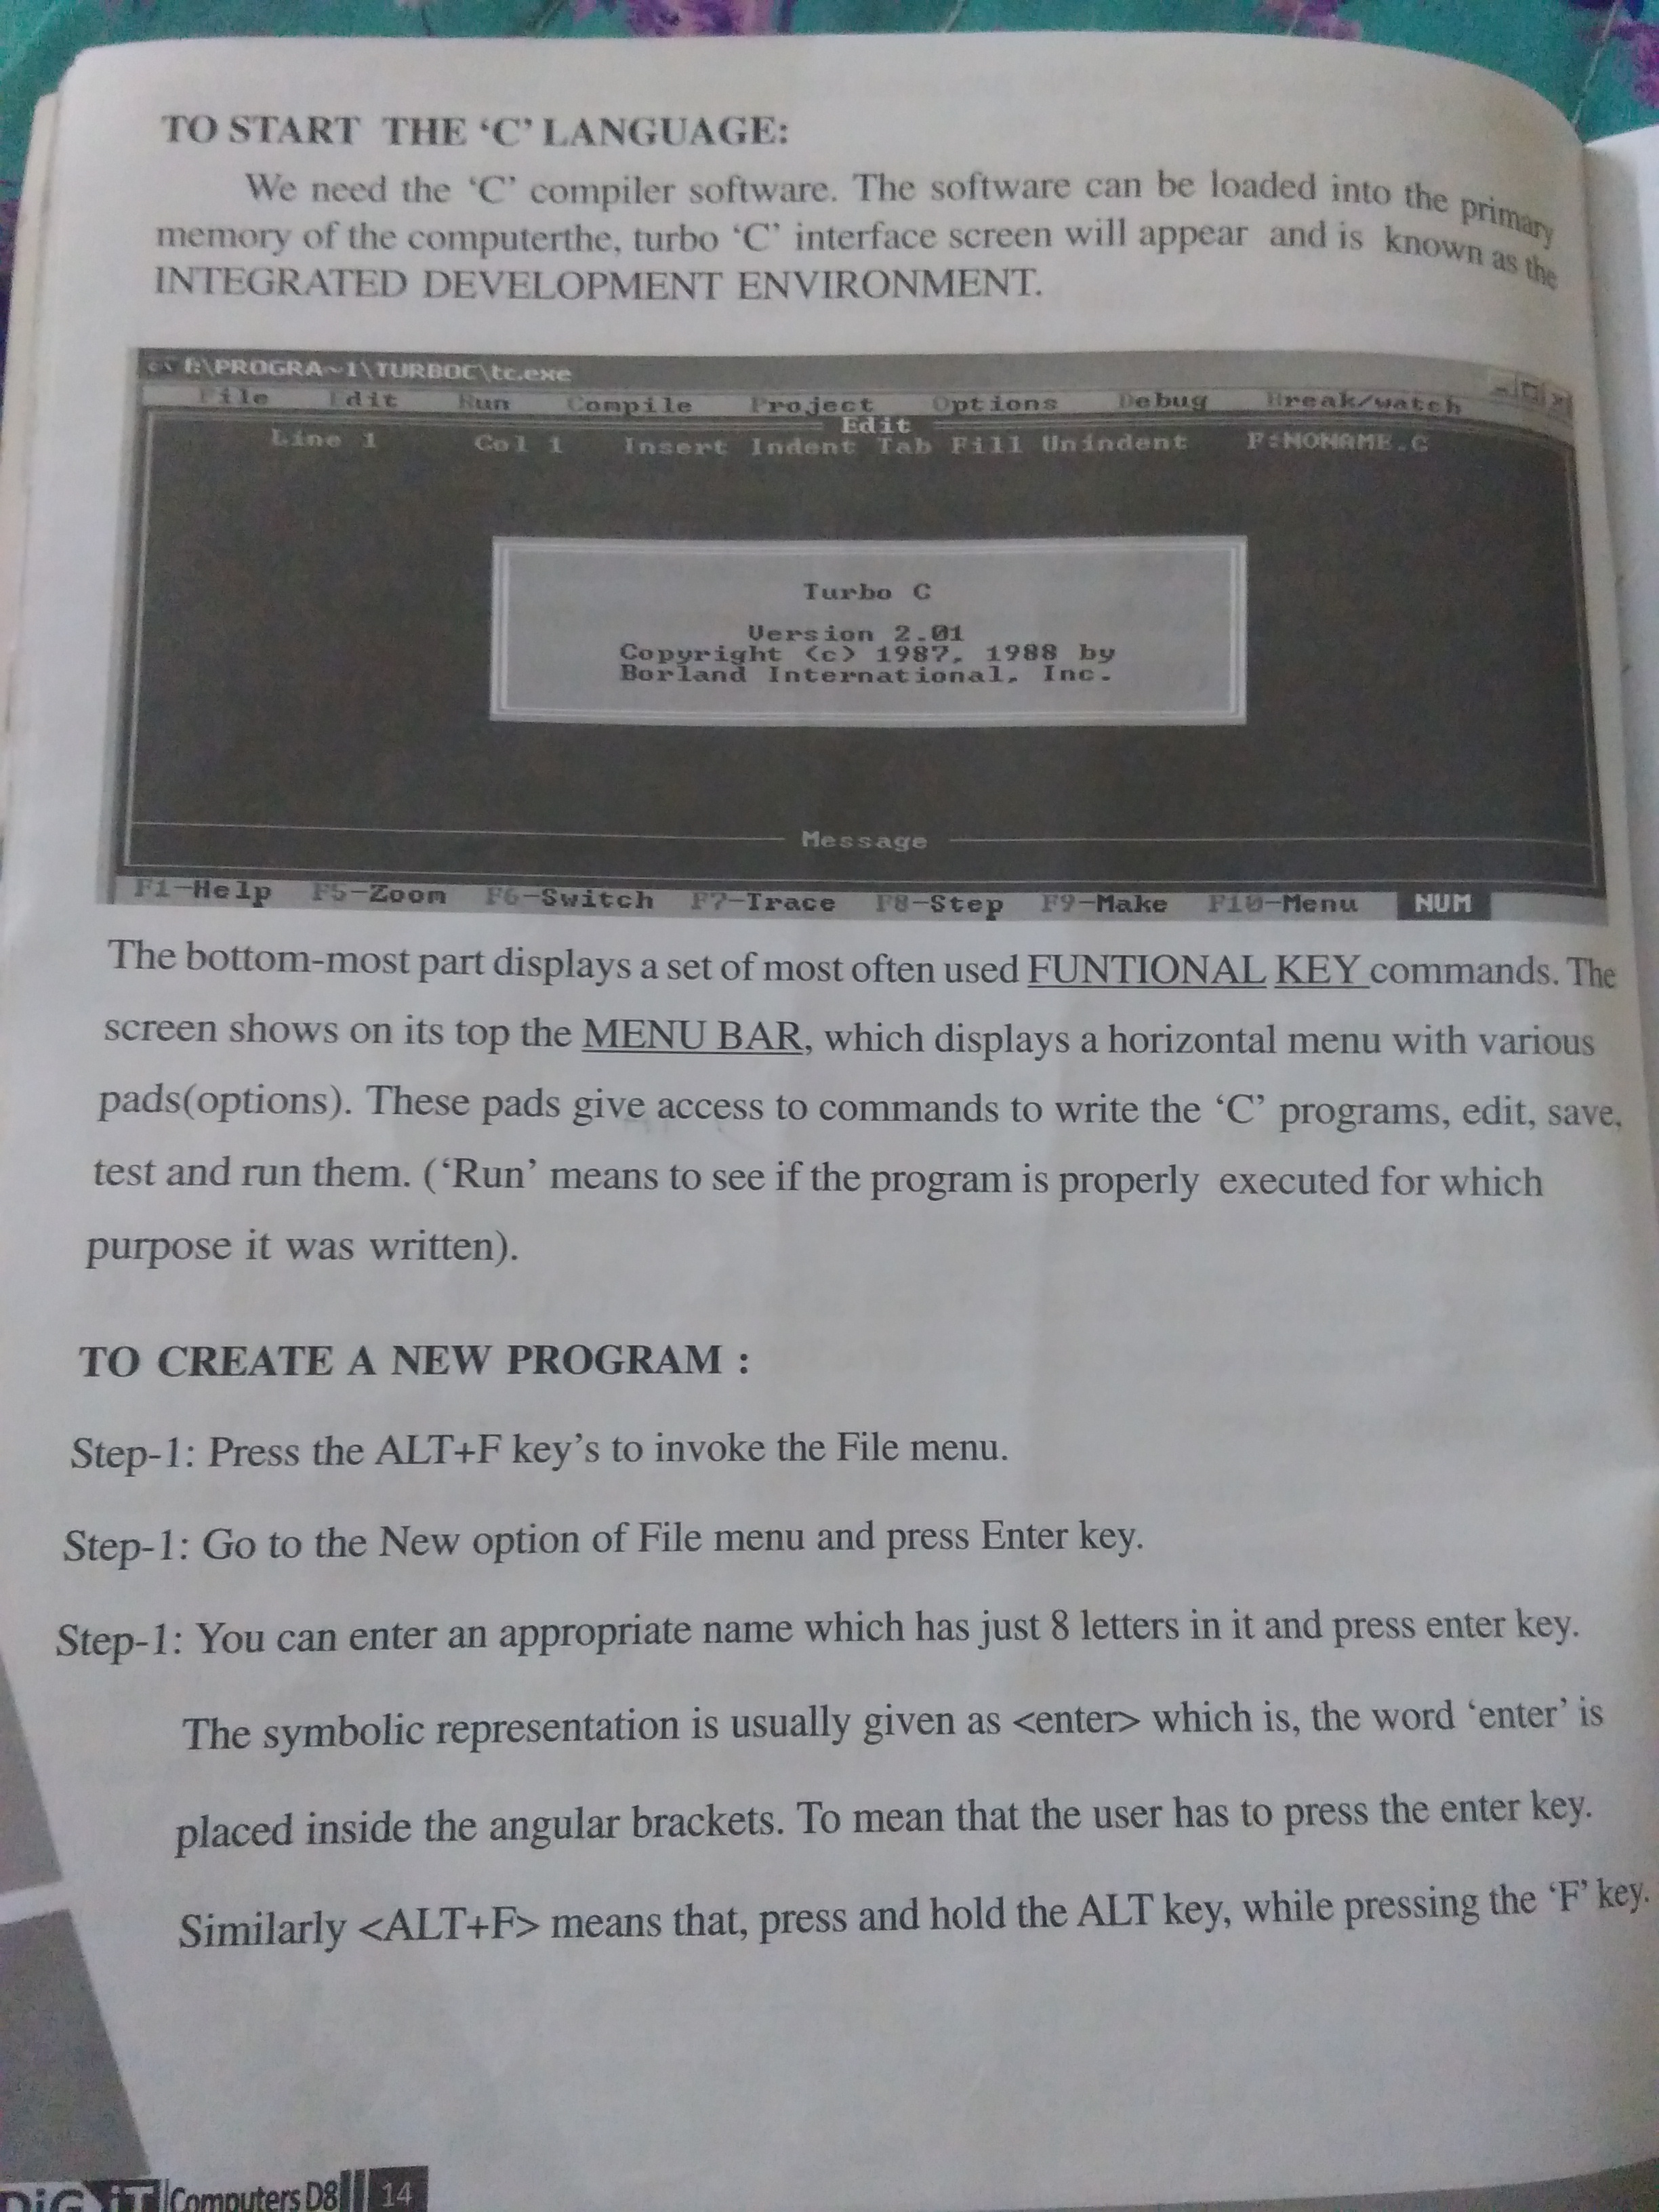 TO START THE ‘C’ LANGUAGE:
We need the ‘C’ compiler software. The software can be loaded into the primary
memory of the computerthe, turbo ‘C’ interface screen will appear and is known as the
INTEGRATED DEVELOPMENT ENVIRONMENT.
f:\PROGRA~1\TURBOC\tc.exe
File Edit Run Compile Project Options Debug Break/watch
Edit
Line 1 Col 1 Insert Indent Tab Fill Unindent F:NONAME.C
Turbo C
Version 2.01
Copyright (c) 1987, 1988 by
Borland International, Inc.
Message
F1-Help F5-Zoom F6-Switch F7-Trace F8-Step F9-Make F10-Menu NUM
The bottom-most part displays a set of most often used FUNTIONAL KEY commands. The
screen shows on its top the MENU BAR, which displays a horizontal menu with various
pads(options). These pads give access to commands to write the ‘C’ programs, edit, save,
test and run them. (‘Run’ means to see if the program is properly executed for which
purpose it was written).
TO CREATE A NEW PROGRAM :
Step-1: Press the ALT+F key’s to invoke the File menu.
Step-1: Go to the New option of File menu and press Enter key.
Step-1: You can enter an appropriate name which has just 8 letters in it and press enter key.
The symbolic representation is usually given as <enter> which is, the word ‘enter’ is
placed inside the angular brackets. To mean that the user has to press the enter key.
Similarly <ALT+F> means that, press and hold the ALT key, while pressing the ‘F’ key.
DiG iT Computers D8 14